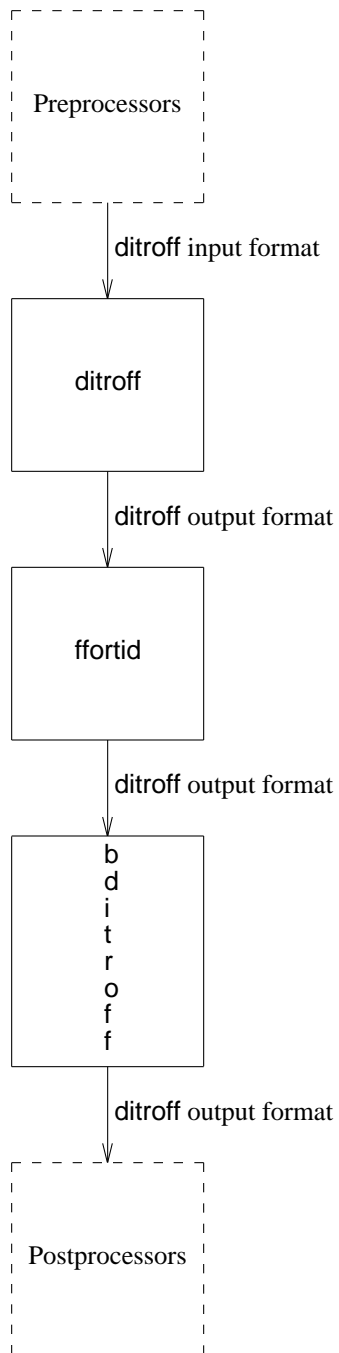 Preprocessors
ditroff input format
ditroff
ditroff output format
ffortid
ditroff output format
b
d
i
t
r
o
f
f
ditroff output format
Postprocessors